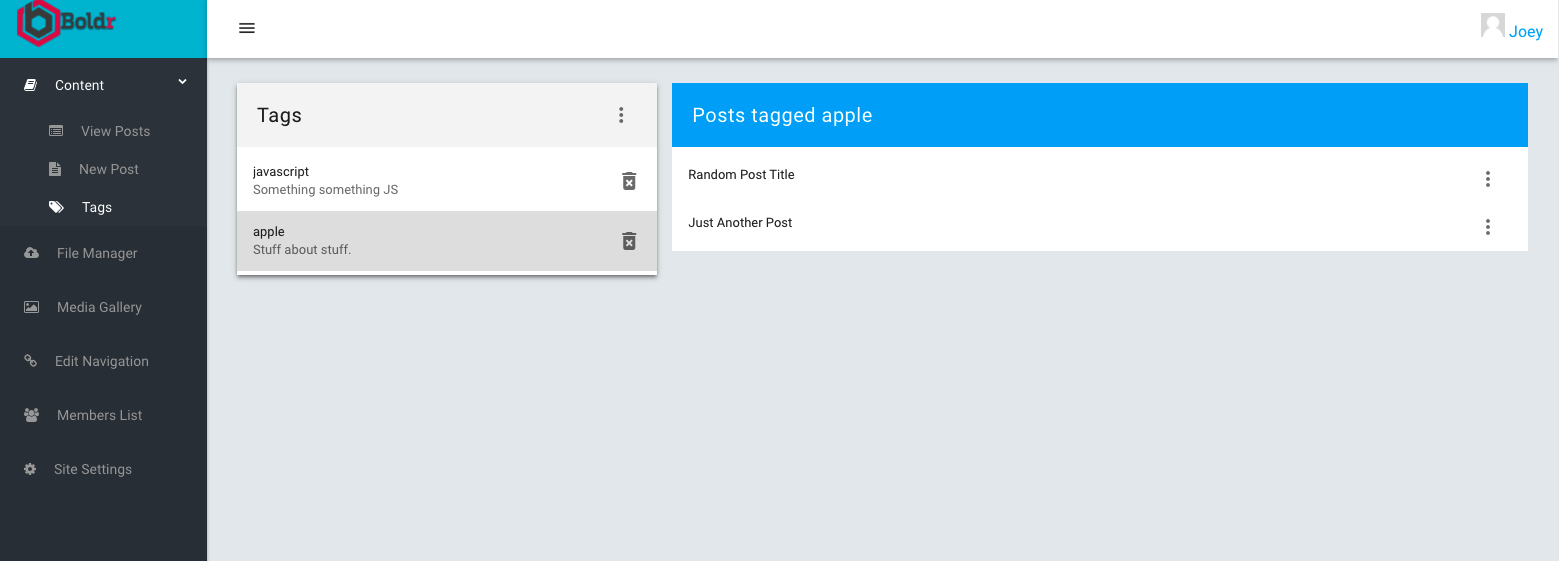 Boldr
Joey
Content
View Posts
New Post
Tags
File Manager
Media Gallery
Edit Navigation
Members List
Site Settings
Tags
javascript
Something something JS
apple
Stuff about stuff.
Posts tagged apple
Random Post Title
Just Another Post